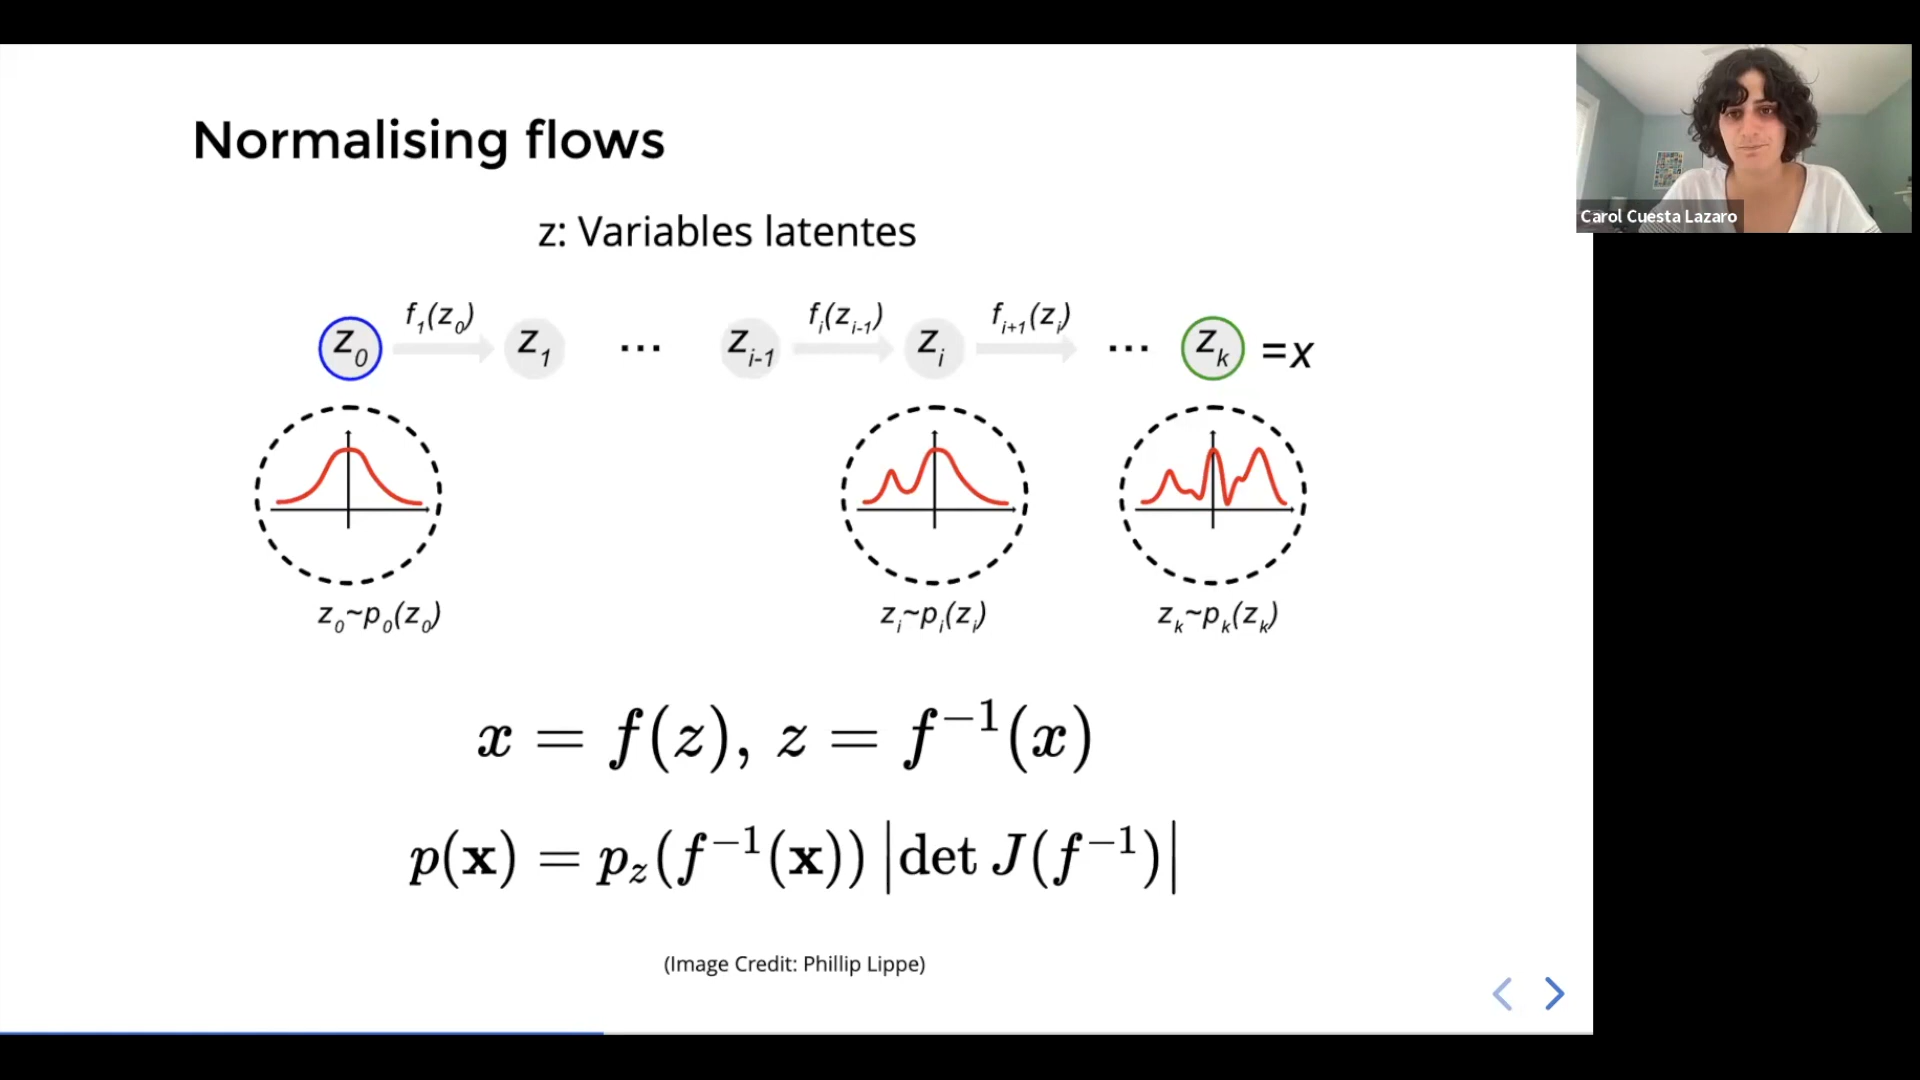 Normalising flows
Carol Cuesta Lazaro
z: Variables latentes
z₀ f₁(z₀) z₁ ... zᵢ₋₁ fᵢ(zᵢ₋₁) zᵢ fᵢ₊₁(zᵢ) ... zₖ =x
z₀~p₀(z₀) zᵢ~pᵢ(zᵢ) zₖ~pₖ(zₖ)
x = f(z), z = f⁻¹(x)
p(x) = p_z(f⁻¹(x)) |det J(f⁻¹)|
(Image Credit: Phillip Lippe)